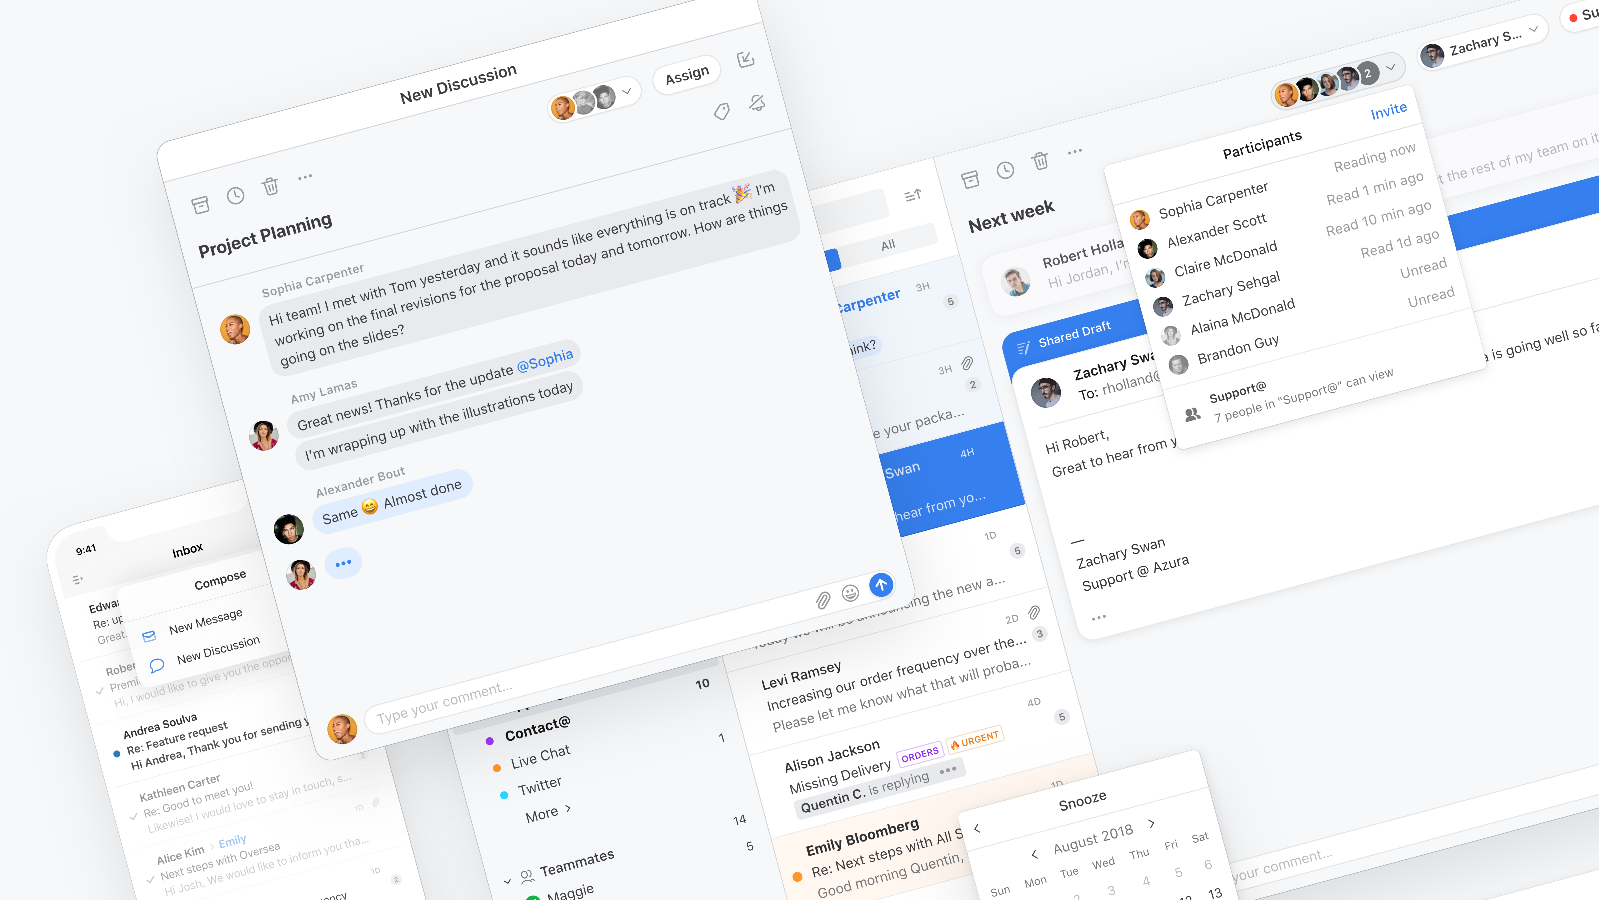 New Discussion
Assign
Project Planning
Sophia Carpenter
Hi team! I met with Tom yesterday and it sounds like everything is on track 🎉 I'm
working on the final revisions for the proposal today and tomorrow. How are things
going on the slides?
Amy Lamas
Great news! Thanks for the update @Sophia
I'm wrapping up with the illustrations today
Alexander Bout
Same 😄 Almost done
Type your comment...
9:41
Inbox
Compose
New Message
New Discussion
Re: up
Great.
Premi
Hi, I would like to give you the oppo
Andrea Soulva
Re: Feature request
Hi Andrea, Thank you for sending y
Kathleen Carter
Re: Good to meet you!
Likewise! I would love to stay in touch, s...
1D
Alice Kim › Emily
Next steps with Oversea
Hi Josh, We would like to inform you tha...
1D
2
10
Contact@
Live Chat
1
Twitter
More
14
Teammates
5
Maggie
All
Carpenter
3H
5
ink?
3H
2
e your packa...
Swan
4H
hear from yo...
1D
5
Today we will be announcing the new a...
2D
Levi Ramsey
3
Increasing our order frequency over the...
Please let me know what that will proba...
4D
Alison Jackson
5
Missing Delivery ORDERS 🔥 URGENT
Quentin C. is replying
1D
Emily Bloomberg
Re: Next steps with All S
Good morning Quentin,
Snooze
August 2018
Sun Mon Tue Wed Thu Fri Sat
2 3 4 5 6
12 13
Next week
Robert Holla
Hi Jordan, I'm
t the rest of my team on it
Shared Draft
Zachary Swa
To: rholland@
Hi Robert,
Great to hear from y
a is going well so fa
—
Zachary Swan
Support @ Azura
2
Zachary S...
Su
Participants
Invite
Sophia Carpenter Reading now
Alexander Scott Read 1 min ago
Claire McDonald Read 10 min ago
Zachary Sehgal Read 1d ago
Alaina McDonald Unread
Brandon Guy Unread
Support@
7 people in "Support@" can view
your comment...